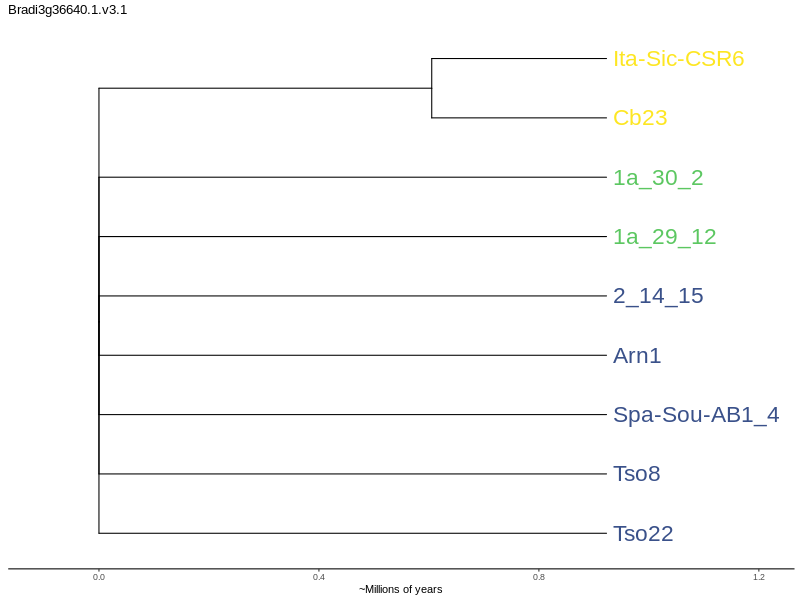 Bradi3g36640.1.v3.1
Ita-Sic-CSR6
Cb23
1a_30_2
1a_29_12
2_14_15
Arn1
Spa-Sou-AB1_4
Tso8
Tso22
0.0 0.4 0.8 1.2
~Millions of years